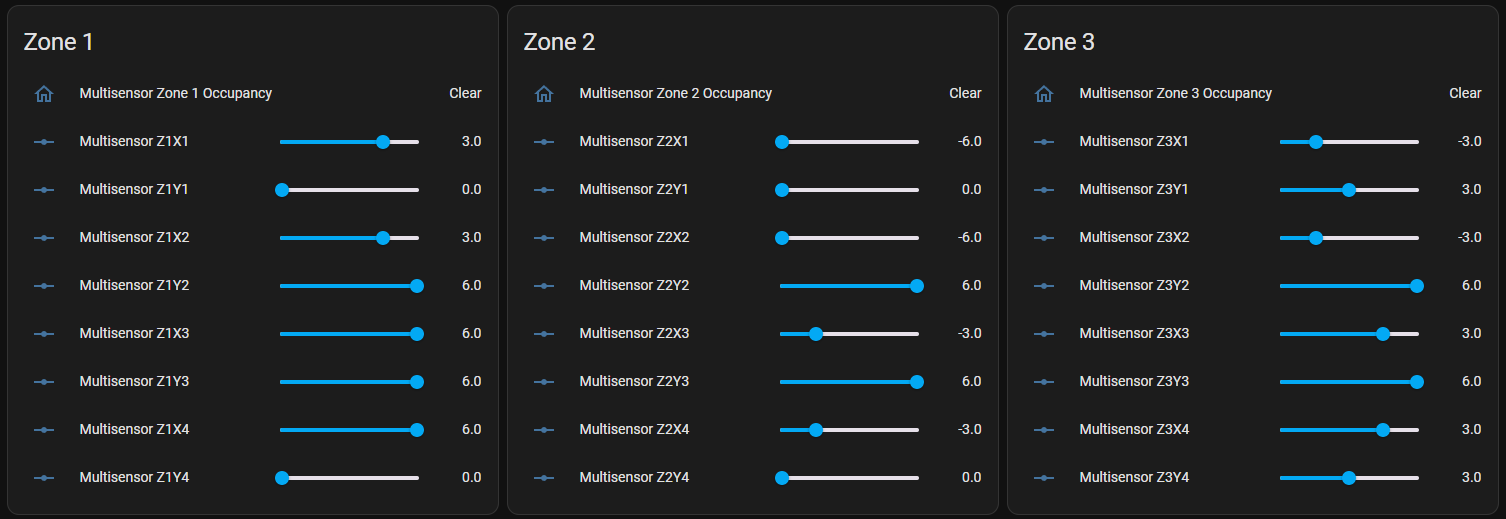 Zone 1
Multisensor Zone 1 Occupancy Clear
Multisensor Z1X1 3.0
Multisensor Z1Y1 0.0
Multisensor Z1X2 3.0
Multisensor Z1Y2 6.0
Multisensor Z1X3 6.0
Multisensor Z1Y3 6.0
Multisensor Z1X4 6.0
Multisensor Z1Y4 0.0
Zone 2
Multisensor Zone 2 Occupancy Clear
Multisensor Z2X1 -6.0
Multisensor Z2Y1 0.0
Multisensor Z2X2 -6.0
Multisensor Z2Y2 6.0
Multisensor Z2X3 -3.0
Multisensor Z2Y3 6.0
Multisensor Z2X4 -3.0
Multisensor Z2Y4 0.0
Zone 3
Multisensor Zone 3 Occupancy Clear
Multisensor Z3X1 -3.0
Multisensor Z3Y1 3.0
Multisensor Z3X2 -3.0
Multisensor Z3Y2 6.0
Multisensor Z3X3 3.0
Multisensor Z3Y3 6.0
Multisensor Z3X4 3.0
Multisensor Z3Y4 3.0